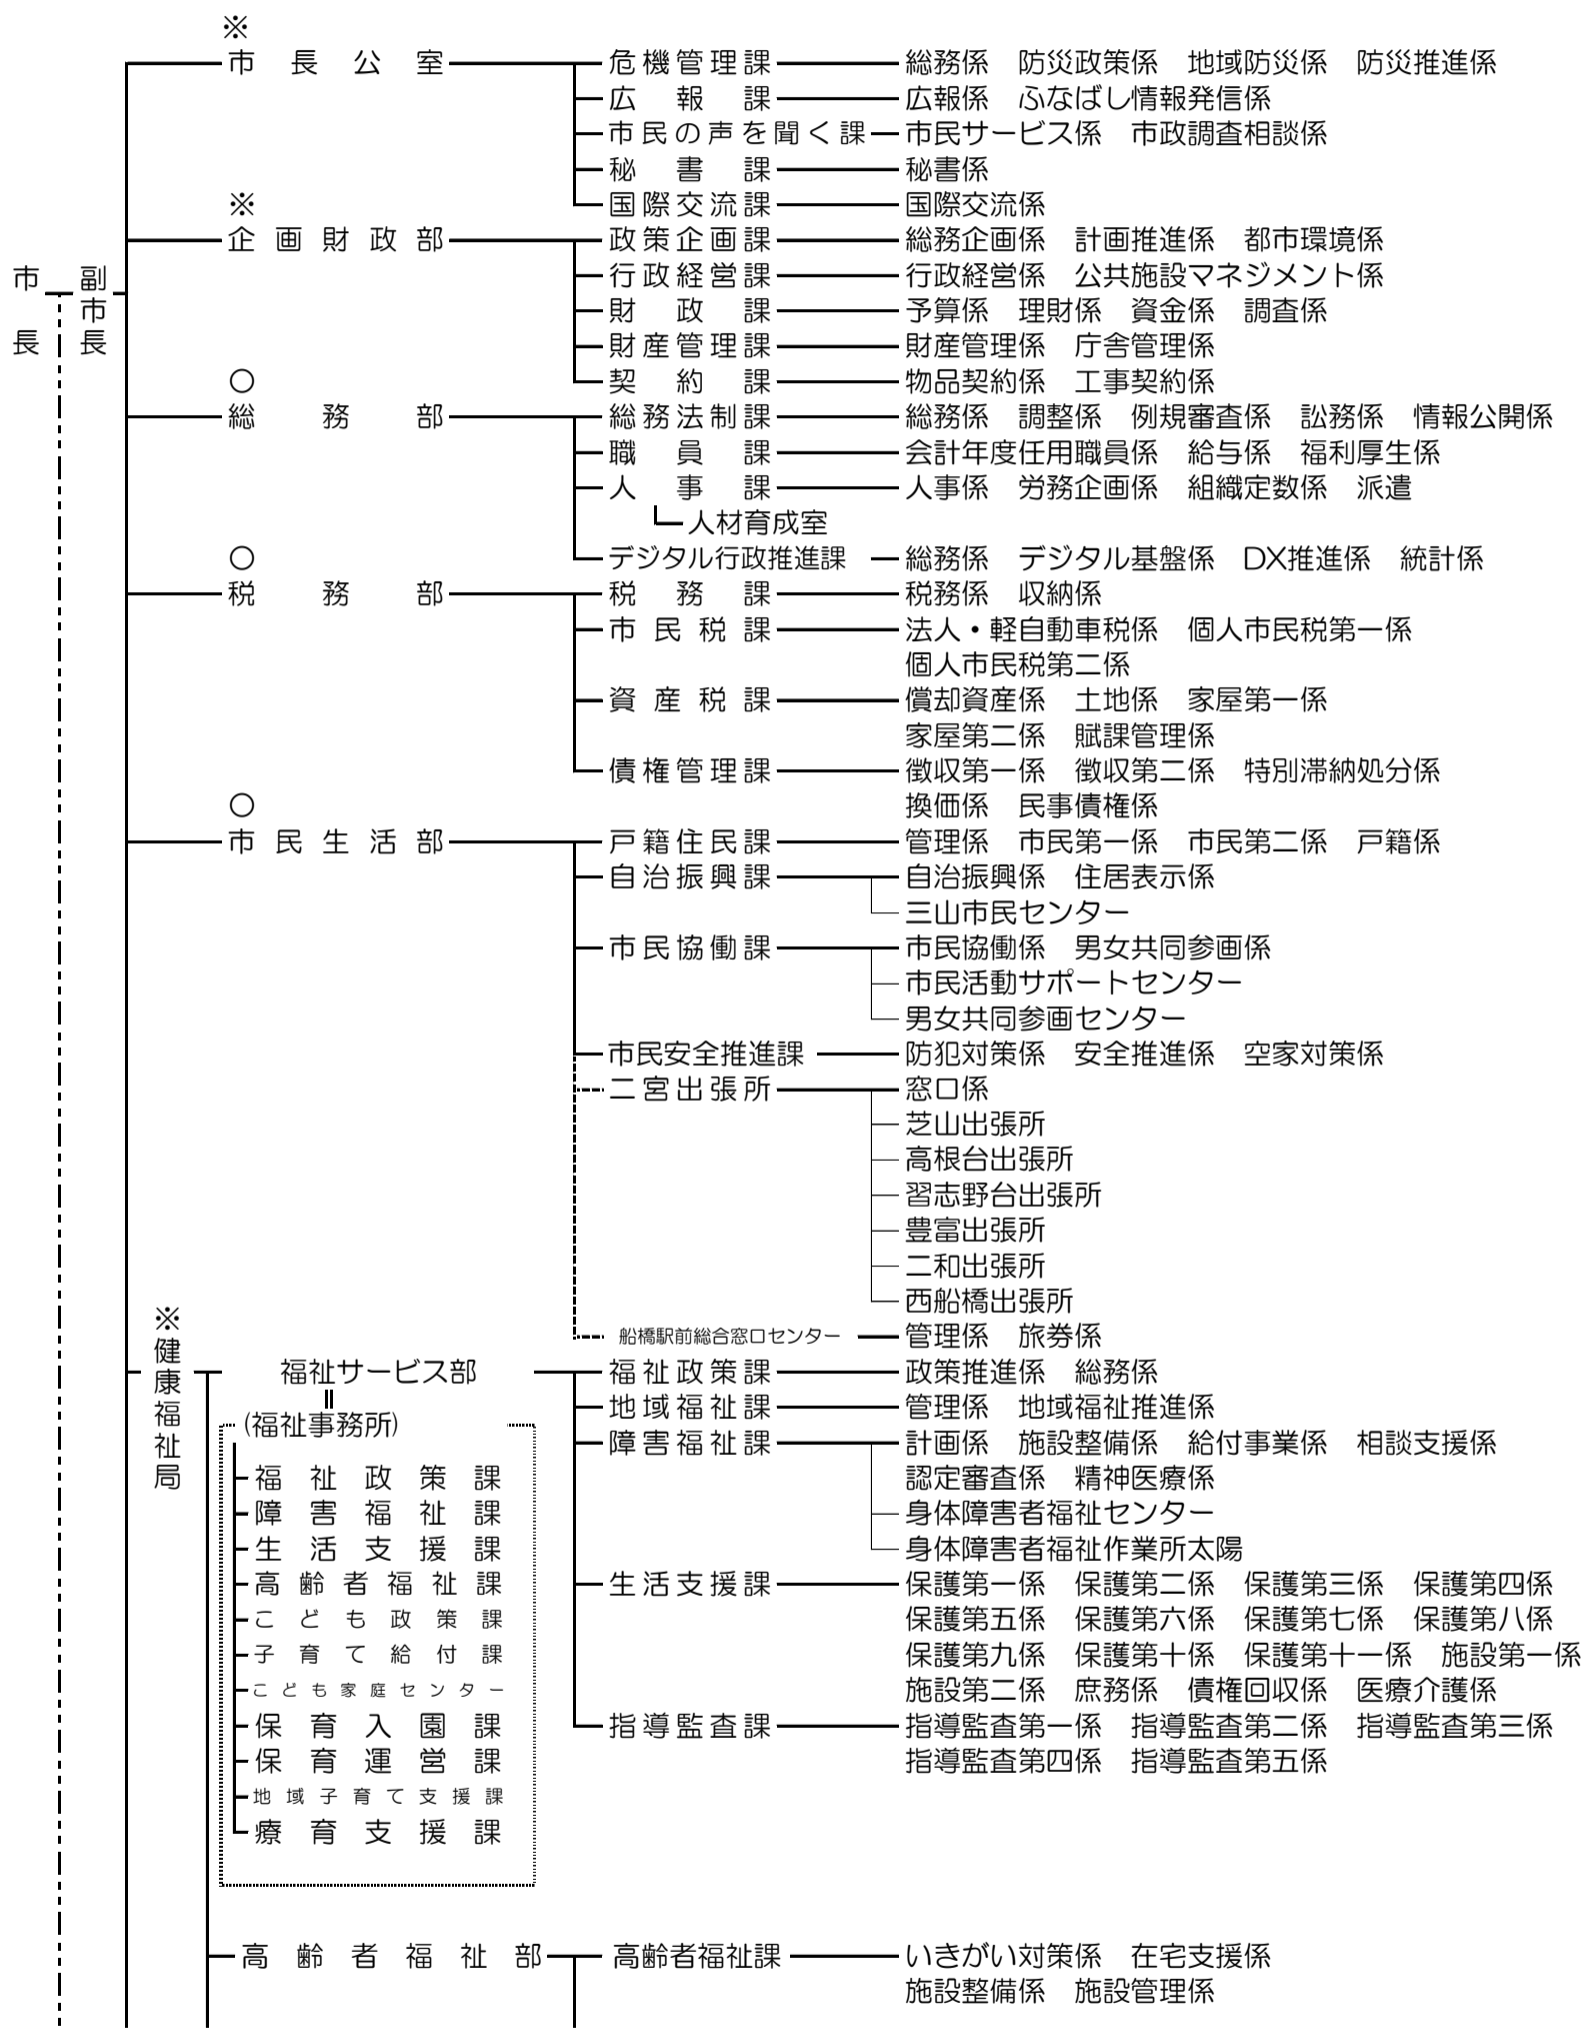 ※
市長公室 危機管理課 総務係 防災政策係 地域防災係 防災推進係
広報課 広報係 ふなばし情報発信係
市民の声を聞く課 市民サービス係 市政調査相談係
秘書課 秘書係
※ 国際交流課 国際交流係
企画財政部 政策企画課 総務企画係 計画推進係 都市環境係
市長 副市長 行政経営課 行政経営係 公共施設マネジメント係
財政課 予算係 理財係 資金係 調査係
財産管理課 財産管理係 庁舎管理係
○ 契約課 物品契約係 工事契約係
総務部 総務法制課 総務係 調整係 例規審査係 訟務係 情報公開係
職員課 会計年度任用職員係 給与係 福利厚生係
人事課 人事係 労務企画係 組織定数係 派遣
人材育成室
○ デジタル行政推進課 総務係 デジタル基盤係 DX推進係 統計係
税務部 税務課 税務係 収納係
市民税課 法人・軽自動車税係 個人市民税第一係
個人市民税第二係
資産税課 償却資産係 土地係 家屋第一係
家屋第二係 賦課管理係
債権管理課 徴収第一係 徴収第二係 特別滞納処分係
○ 換価係 民事債権係
市民生活部 戸籍住民課 管理係 市民第一係 市民第二係 戸籍係
自治振興課 自治振興係 住居表示係
三山市民センター
市民協働課 市民協働係 男女共同参画係
市民活動サポートセンター
男女共同参画センター
市民安全推進課 防犯対策係 安全推進係 空家対策係
二宮出張所 窓口係
芝山出張所
高根台出張所
習志野台出張所
豊富出張所
二和出張所
西船橋出張所
船橋駅前総合窓口センター 管理係 旅券係
※健康福祉局 福祉サービス部 福祉政策課 政策推進係 総務係
地域福祉課 管理係 地域福祉推進係
(福祉事務所) 障害福祉課 計画係 施設整備係 給付事業係 相談支援係
福祉政策課 認定審査係 精神医療係
障害福祉課 身体障害者福祉センター
生活支援課 身体障害者福祉作業所太陽
高齢者福祉課 生活支援課 保護第一係 保護第二係 保護第三係 保護第四係
こども政策課 保護第五係 保護第六係 保護第七係 保護第八係
子育て給付課 保護第九係 保護第十係 保護第十一係 施設第一係
こども家庭センター 施設第二係 庶務係 債権回収係 医療介護係
保育入園課 指導監査課 指導監査第一係 指導監査第二係 指導監査第三係
保育運営課 指導監査第四係 指導監査第五係
地域子育て支援課
療育支援課
高齢者福祉部 高齢者福祉課 いきがい対策係 在宅支援係
施設整備係 施設管理係